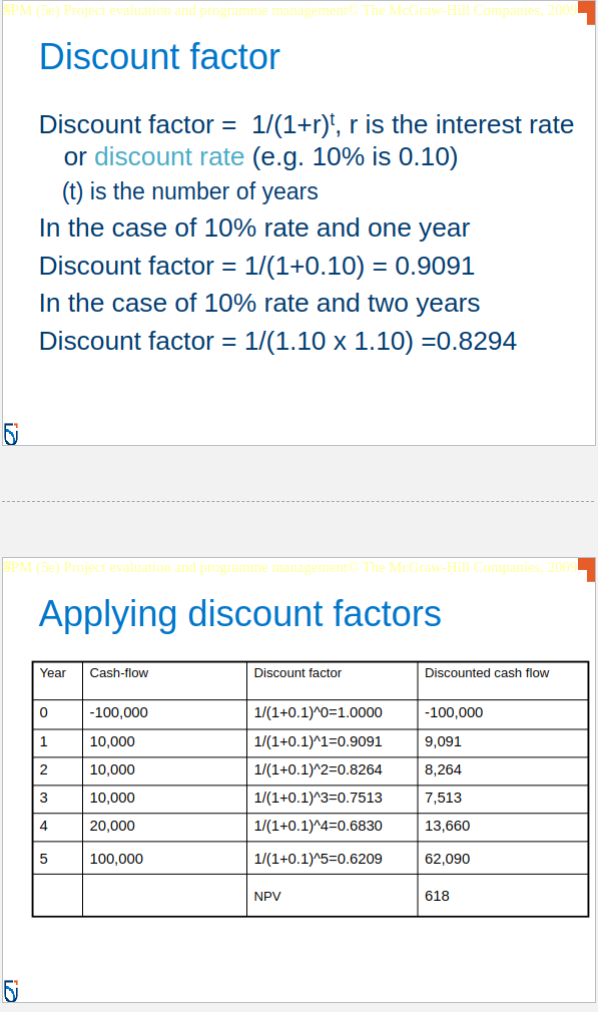 Project evaluation and programme management© The McGraw-Hill Companies,
Discount factor
Discount factor = 1/(1+r)ᵗ, r is the interest rate
or discount rate (e.g. 10% is 0.10)
(t) is the number of years
In the case of 10% rate and one year
Discount factor = 1/(1+0.10) = 0.9091
In the case of 10% rate and two years
Discount factor = 1/(1.10 x 1.10) =0.8294
(5e) Project evaluation and programme management© The McGraw-Hill Companies,
Applying discount factors
Year Cash-flow Discount factor Discounted cash flow
0 -100,000 1/(1+0.1)^0=1.0000 -100,000
1 10,000 1/(1+0.1)^1=0.9091 9,091
2 10,000 1/(1+0.1)^2=0.8264 8,264
3 10,000 1/(1+0.1)^3=0.7513 7,513
4 20,000 1/(1+0.1)^4=0.6830 13,660
5 100,000 1/(1+0.1)^5=0.6209 62,090
NPV 618